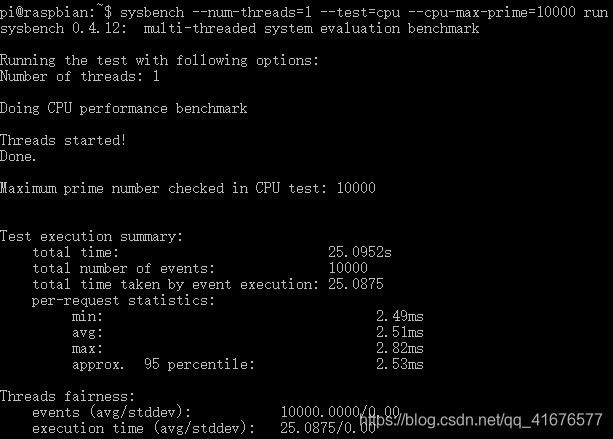 pi@raspbian:~$ sysbench --num-threads=1 --test=cpu --cpu-max-prime=10000 run
sysbench 0.4.12:  multi-threaded system evaluation benchmark
Running the test with following options:
Number of threads: 1
Doing CPU performance benchmark
Threads started!
Done.
Maximum prime number checked in CPU test: 10000
Test execution summary:
total time: 25.0952s
total number of events: 10000
total time taken by event execution: 25.0875
per-request statistics:
min: 2.49ms
avg: 2.51ms
max: 2.82ms
approx.  95 percentile: 2.53ms
Threads fairness:
events (avg/stddev): 10000.0000/0.00
execution time (avg/stddev): 25.0875/0.00
https://blog.csdn.net/qq_41676577